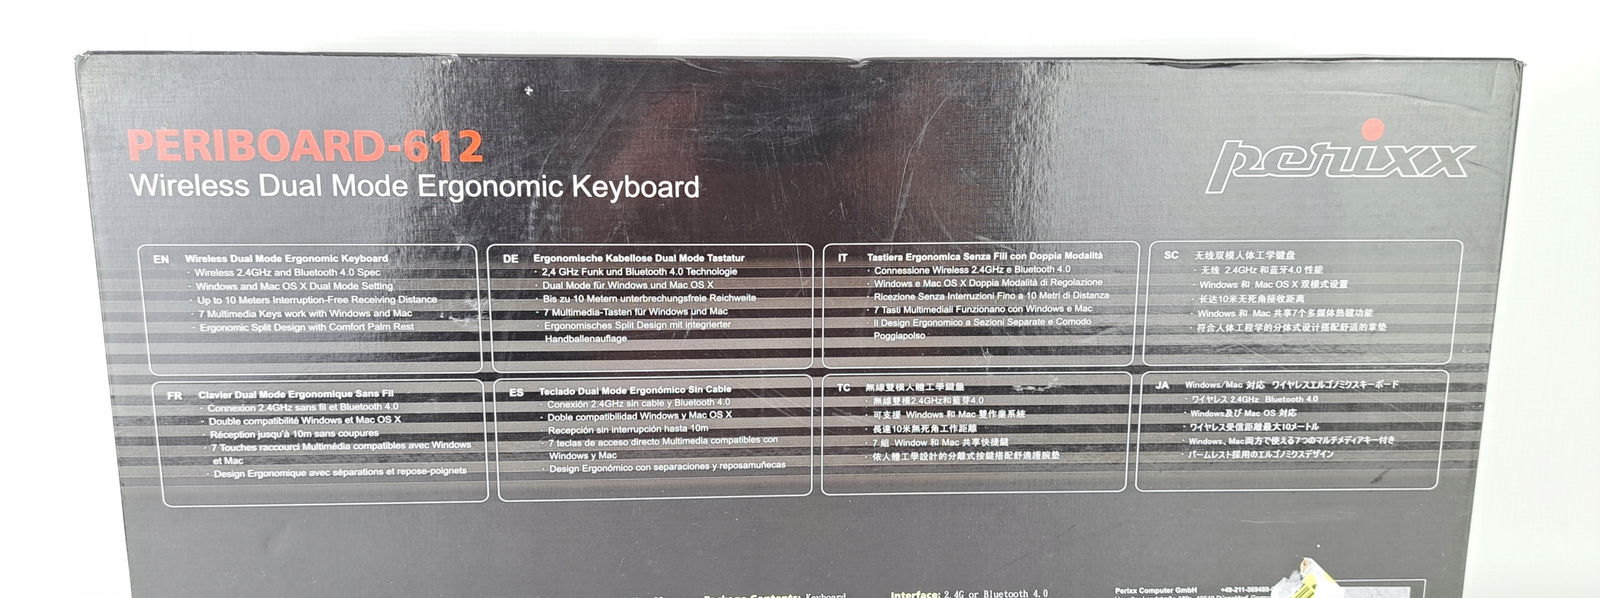 PERIBOARD-612
Wireless Dual Mode Ergonomic Keyboard
perixx
EN Wireless Dual Mode Ergonomic Keyboard
· Wireless 2.4GHz and Bluetooth 4.0 Spec
· Windows and Mac OS X Dual Mode Setting
· Up to 10 Meters Interruption-Free Receiving Distance
· 7 Multimedia Keys work with Windows and Mac
· Ergonomic Split Design with Comfort Palm Rest
DE Ergonomische Kabellose Dual Mode Tastatur
· 2,4 GHz Funk und Bluetooth 4.0 Technologie
· Dual Mode für Windows und Mac OS X
· Bis zu 10 Metern unterbrechungsfreie Reichweite
· 7 Multimedia-Tasten für Windows und Mac
· Ergonomisches Split Design mit integrierter
Handballenauflage
IT Tastiera Ergonomica Senza Fili con Doppia Modalità
· Connessione Wireless 2.4GHz e Bluetooth 4.0
· Windows e Mac OS X Doppia Modalità di Regolazione
· Ricezione Senza Interruzioni Fino a 10 Metri di Distanza
· 7 Tasti Multimediali Funzionano con Windows e Mac
· Il Design Ergonomico a Sezioni Separate e Comodo
Poggiapolso
SC 无线双模人体工学键盘
· 无线 2.4GHz 和蓝牙4.0 性能
· Windows 和 Mac OS X 双模式设置
· 长达10米无死角接收距离
· Windows 和 Mac 共享7个多媒体热键功能
· 符合人体工程学的分体式设计搭配舒适的掌垫
FR Clavier Dual Mode Ergonomique Sans Fil
· Connexion 2.4GHz sans fil et Bluetooth 4.0
· Double compatibilité Windows et Mac OS X
· Réception jusqu'à 10m sans coupures
· 7 Touches raccourci Multimédia compatibles avec Windows
et Mac
· Design Ergonomique avec séparations et repose-poignets
ES Teclado Dual Mode Ergonómico Sin Cable
· Conexión 2.4GHz sin cable y Bluetooth 4.0
· Doble compatibilidad Windows y Mac OS X
· Recepción sin interrupción hasta 10m
· 7 teclas de acceso directo Multimedia compatibles con
Windows y Mac
· Design Ergonómico con separaciones y reposamuñecas
TC 無線雙模人體工學鍵盤
· 無線雙模2.4GHz和藍芽4.0
· 可支援 Windows 和 Mac 雙作業系統
· 長達10米無死角工作距離
· 7 組 Window 和 Mac 共享快捷鍵
· 依人體工學設計的分離式按鍵搭配舒適護腕墊
JA Windows/Mac 対応 ワイヤレスエルゴノミクスキーボード
· ワイヤレス 2.4GHz Bluetooth 4.0
· Windows及び Mac OS 対応
· ワイヤレス受信距離最大10メートル
· Windows、Mac両方で使える7つのマルチメディアキー付き
· パームレスト採用のエルゴノミクスデザイン
Package Contents: Keyboard
Interface: 2.4G or Bluetooth 4.0
Perixx Computer GmbH